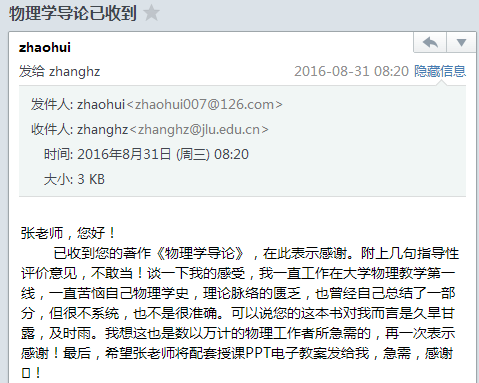 物理学导论已收到
zhaohui
发给 zhanghz
2016-08-31 08:20 隐藏信息
发件人: zhaohui<zhaohui007@126.com>
收件人: zhanghz<zhanghz@jlu.edu.cn>
时间: 2016年8月31日 (周三) 08:20
大小: 3 KB
张老师，您好！
已收到您的著作《物理学导论》，在此表示感谢。附上几句指导性
评价意见，不敢当！谈一下我的感受，我一直工作在大学物理教学第一
线，一直苦恼自己物理学史，理论脉络的匮乏，也曾经自己总结了一部
分，但很不系统，也不是很准确。可以说您的这本书对我而言是久旱甘
露，及时雨。我想这也是数以万计的物理工作者所急需的，再一次表示
感谢！最后，希望张老师将配套授课PPT电子教案发给我，急需，感谢
！